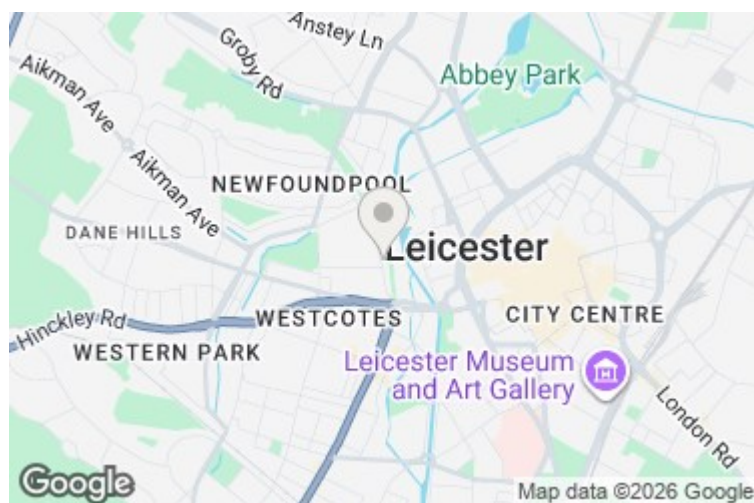 Anstey Ln
Groby Rd
Aikman Ave
Abbey Park
Aikman Ave
NEWFOUNDPOOL
DANE HILLS
Leicester
Hinckley Rd
WESTCOTES
CITY CENTRE
WESTERN PARK
Leicester Museum
and Art Gallery
London Rd
Google
Map data ©2026 Google